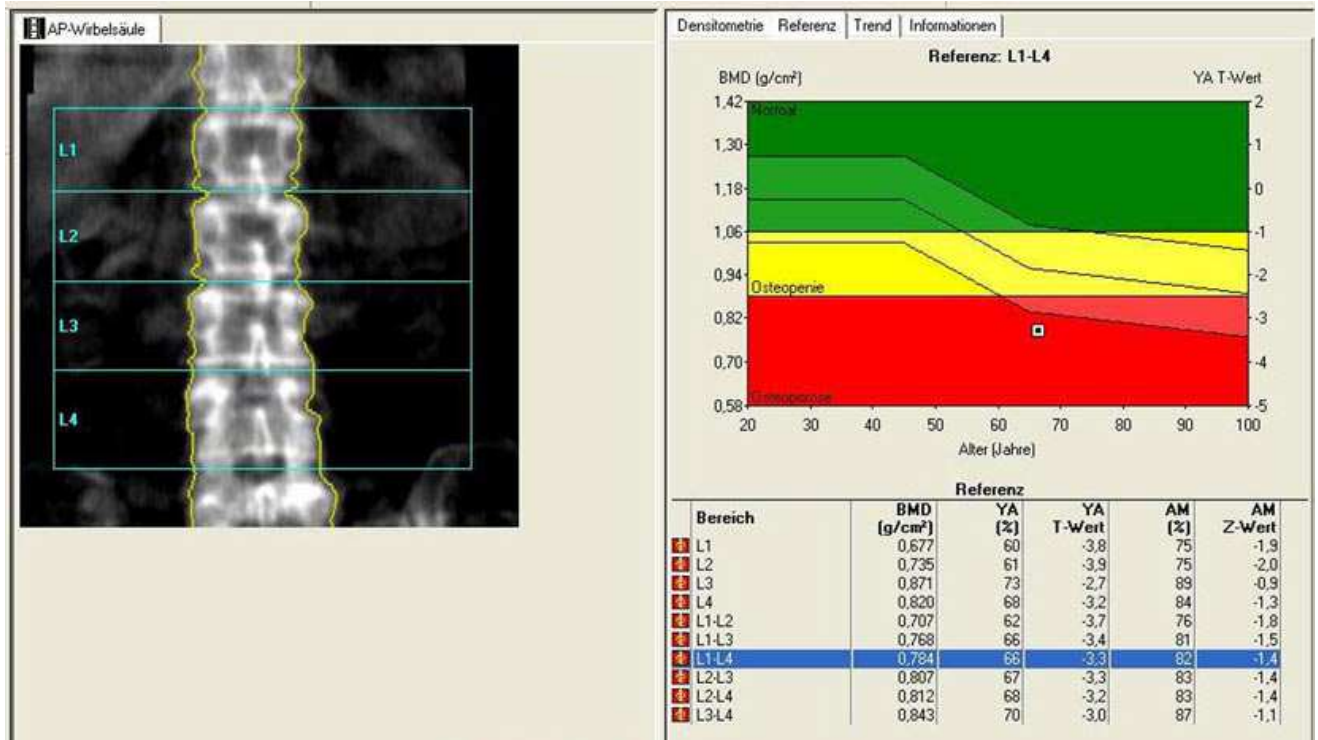 AP-Wirbelsäule
L1
L2
L3
L4
Densitometrie Referenz Trend Informationen
Referenz: L1-L4
BMD (g/cm²) YA T-Wert
1,42 Normal 2
1,30 1
1,18 0
1,06 -1
0,94 -2
Osteopenie
0,82 -3
0,70 -4
0,58 Osteoporose -5
20 30 40 50 60 70 80 90 100
Alter (Jahre)
Referenz
Bereich BMD (g/cm²) YA (%) YA T-Wert AM (%) AM Z-Wert
L1 0,677 60 -3,8 75 -1,9
L2 0,735 61 -3,9 75 -2,0
L3 0,871 73 -2,7 89 -0,9
L4 0,820 68 -3,2 84 -1,3
L1-L2 0,707 62 -3,7 76 -1,8
L1-L3 0,768 66 -3,4 81 -1,5
L1-L4 0,784 66 -3,3 82 -1,4
L2-L3 0,807 67 -3,3 83 -1,4
L2-L4 0,812 68 -3,2 83 -1,4
L3-L4 0,843 70 -3,0 87 -1,1